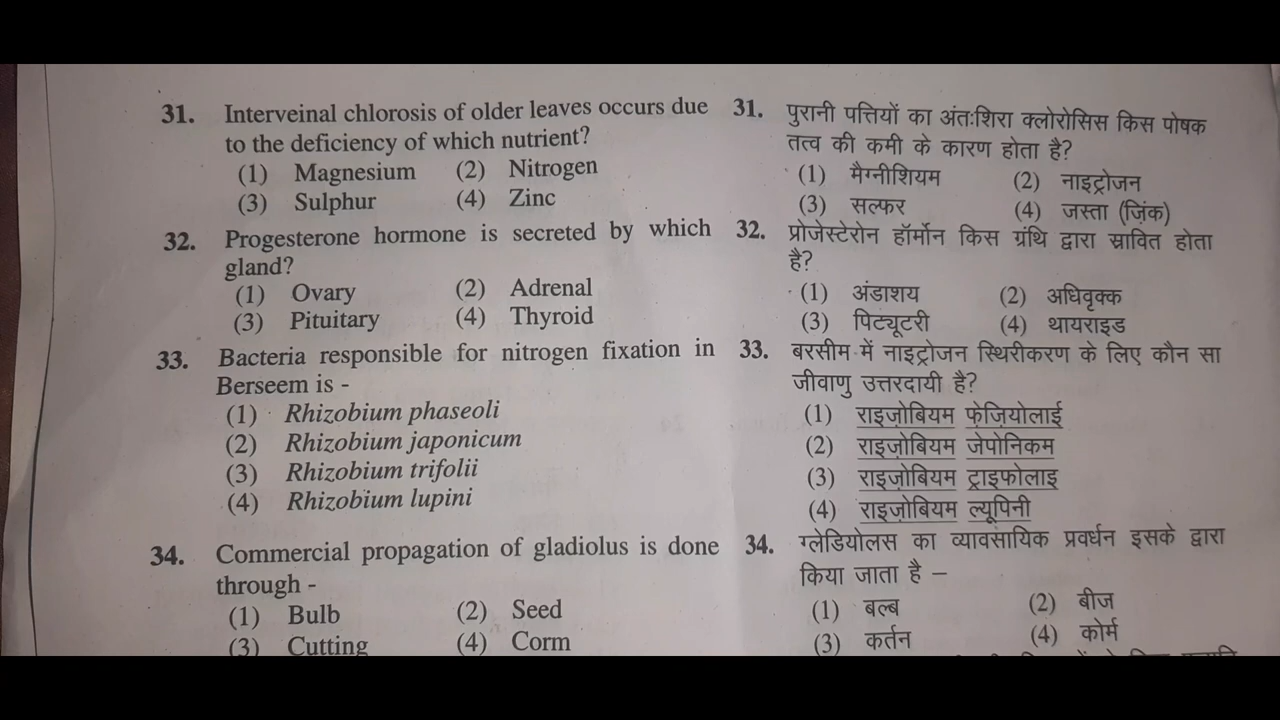 31. Interveinal chlorosis of older leaves occurs due
to the deficiency of which nutrient?
(1) Magnesium (2) Nitrogen
(3) Sulphur (4) Zinc
32. Progesterone hormone is secreted by which
gland?
(1) Ovary (2) Adrenal
(3) Pituitary (4) Thyroid
33. Bacteria responsible for nitrogen fixation in
Berseem is -
(1) Rhizobium phaseoli
(2) Rhizobium japonicum
(3) Rhizobium trifolii
(4) Rhizobium lupini
34. Commercial propagation of gladiolus is done
through -
(1) Bulb (2) Seed
(3) Cutting (4) Corm
31. पुरानी पत्तियों का अंतःशिरा क्लोरोसिस किस पोषक
तत्व की कमी के कारण होता है?
(1) मैग्नीशियम (2) नाइट्रोजन
(3) सल्फर (4) जस्ता (ज़िंक)
32. प्रोजेस्टेरोन हॉर्मोन किस ग्रंथि द्वारा स्रावित होता
है?
(1) अंडाशय (2) अधिवृक्क
(3) पिट्यूटरी (4) थायराइड
33. बरसीम में नाइट्रोजन स्थिरीकरण के लिए कौन सा
जीवाणु उत्तरदायी है?
(1) राइज़ोबियम फ़ेज़ियोलाई
(2) राइज़ोबियम जेपोनिकम
(3) राइज़ोबियम ट्राइफोलाइ
(4) राइज़ोबियम ल्यूपिनी
34. ग्लेडियोलस का व्यावसायिक प्रवर्धन इसके द्वारा
किया जाता है –
(1) बल्ब (2) बीज
(3) कर्तन (4) कोर्म